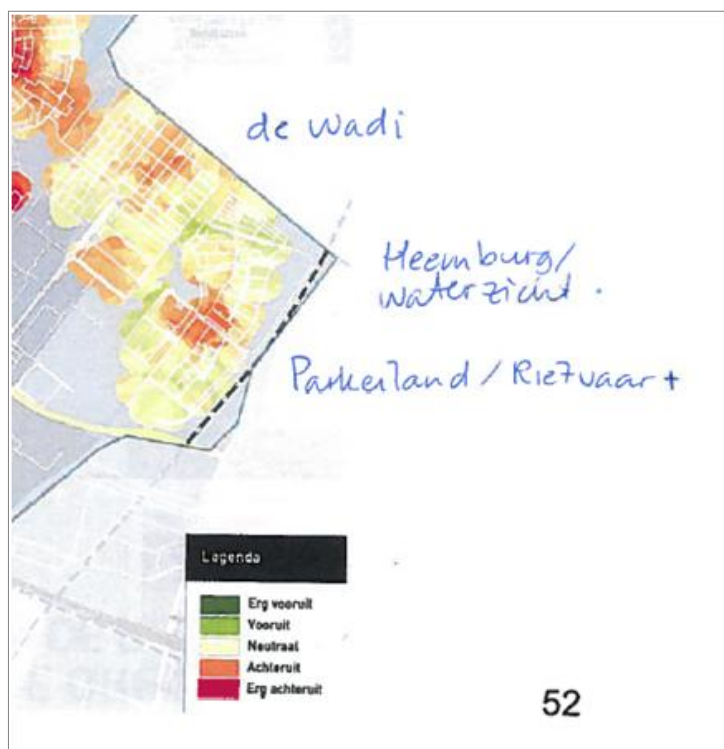 de wadi
Heemburg/
waterzicht.
Parkeiland / Rietvaart
Legenda
Erg vooruit
Vooruit
Neutraal
Achteruit
Erg achteruit
52